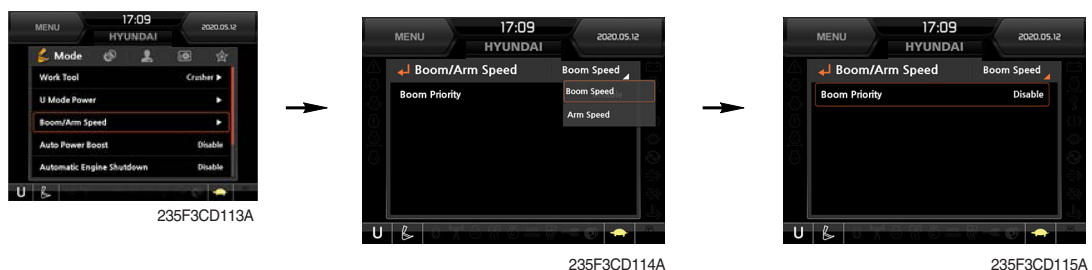 MENU
17:09
2020.05.12
HYUNDAI
Mode
Work Tool
Crusher ▶
U Mode Power ▶
Boom/Arm Speed ▶
Auto Power Boost
Disable
Automatic Engine Shutdown
Disable
U
235F3CD113A
MENU
17:09
2020.05.12
HYUNDAI
Boom/Arm Speed
Boom Speed
Boom Priority
Boom Speed
Arm Speed
U
235F3CD114A
MENU
17:09
2020.05.12
HYUNDAI
Boom/Arm Speed
Boom Speed
Boom Priority
Disable
U
235F3CD115A